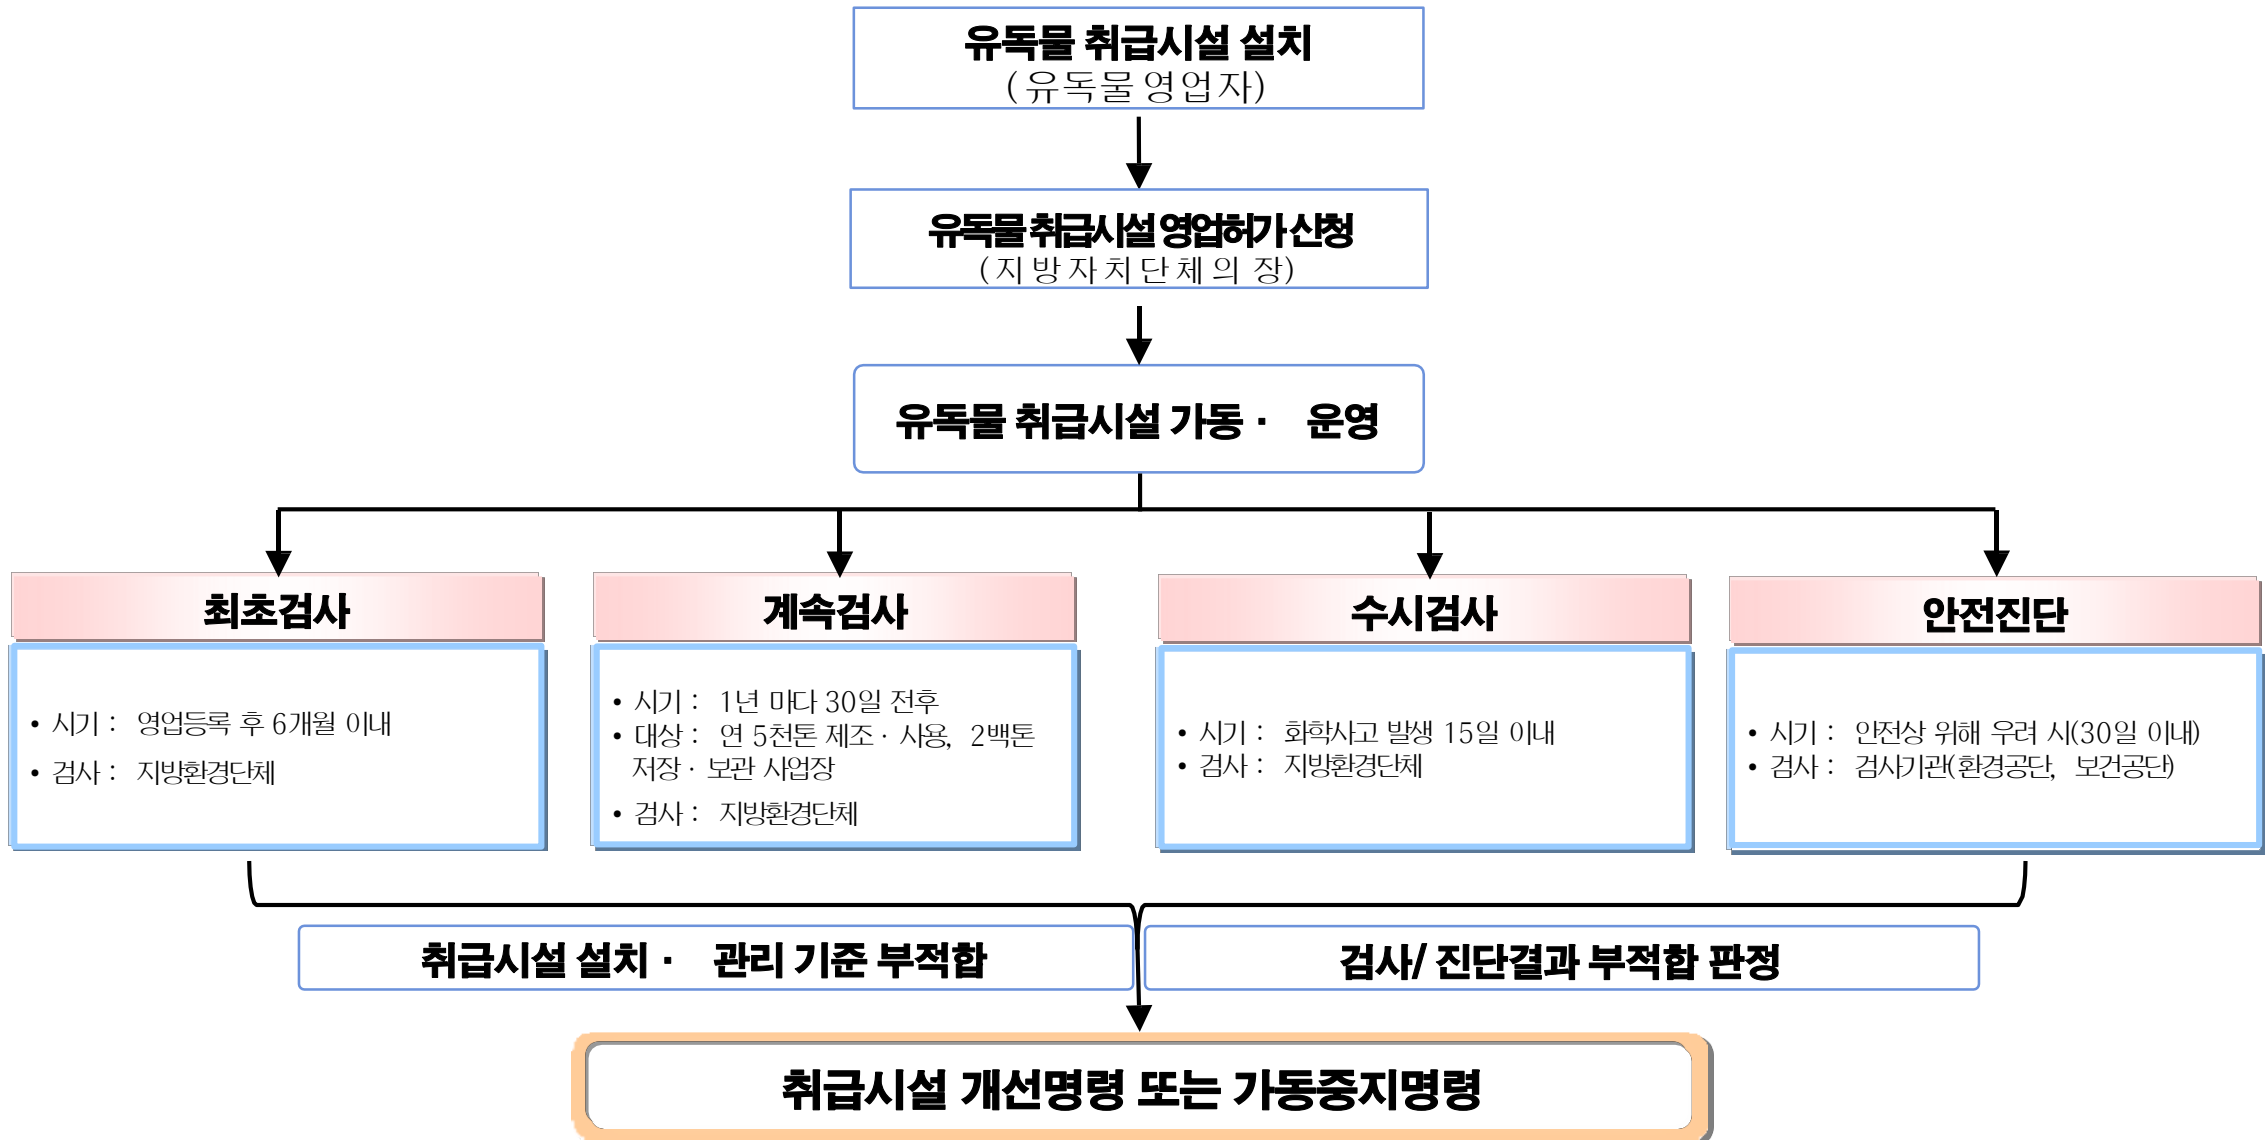 유독물 취급시설 설치
(유독물 영업자)
유독물 취급시설 영업허가 신청
(지방자치단체의 장)
유독물 취급시설 가동 · 운영
최초검사
• 시기 : 영업등록 후 6개월 이내
• 검사 : 지방환경단체
계속검사
• 시기 : 1년 마다 30일 전후
• 대상 : 연 5천톤 제조 · 사용, 2백톤
저장 · 보관 사업장
• 검사 : 지방환경단체
수시검사
• 시기 : 화학사고 발생 15일 이내
• 검사 : 지방환경단체
안전진단
• 시기 : 안전상 위해 우려 시(30일 이내)
• 검사 : 검사기관(환경공단, 보건공단)
취급시설 설치 · 관리 기준 부적합
검사/ 진단결과 부적합 판정
취급시설 개선명령 또는 가동중지명령